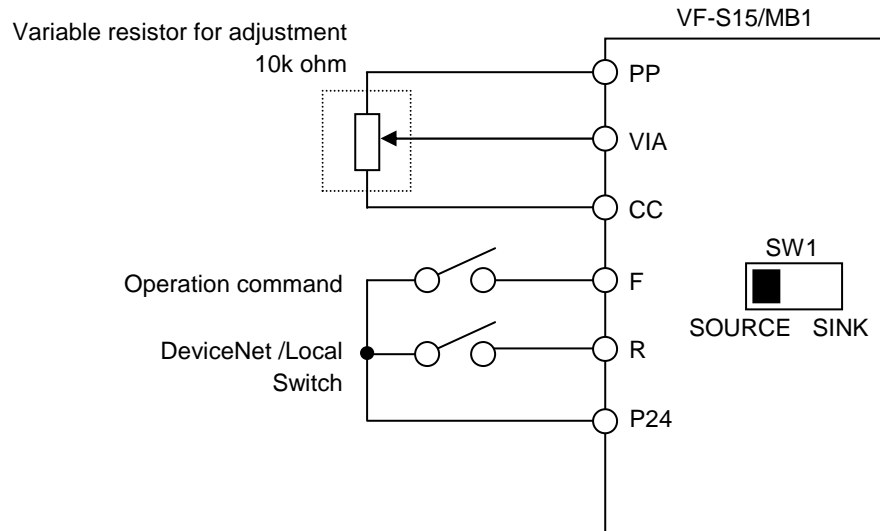 VF-S15/MB1
Variable resistor for adjustment
10k ohm
PP
VIA
CC
SW1
Operation command
F
SOURCE SINK
DeviceNet /Local
Switch
R
P24